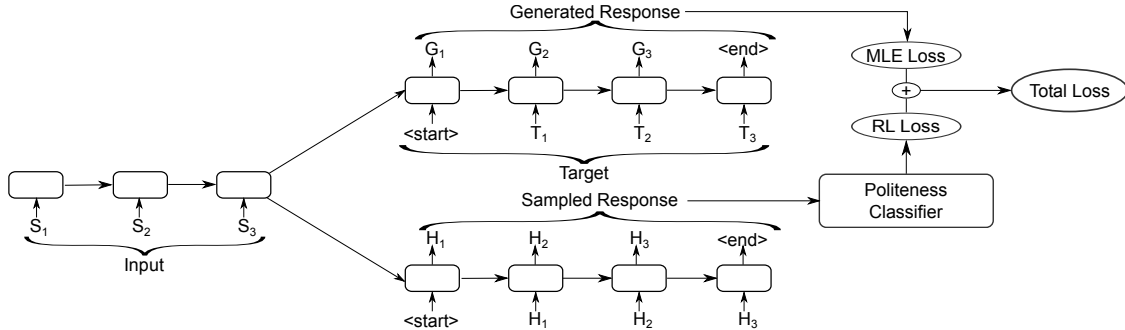 Generated Response
G1 G2 G3 <end>
MLE Loss
+
Total Loss
<start> T1 T2 T3
RL Loss
Target
Politeness
Classifier
Sampled Response
S1 S2 S3
Input
H1 H2 H3 <end>
<start> H1 H2 H3